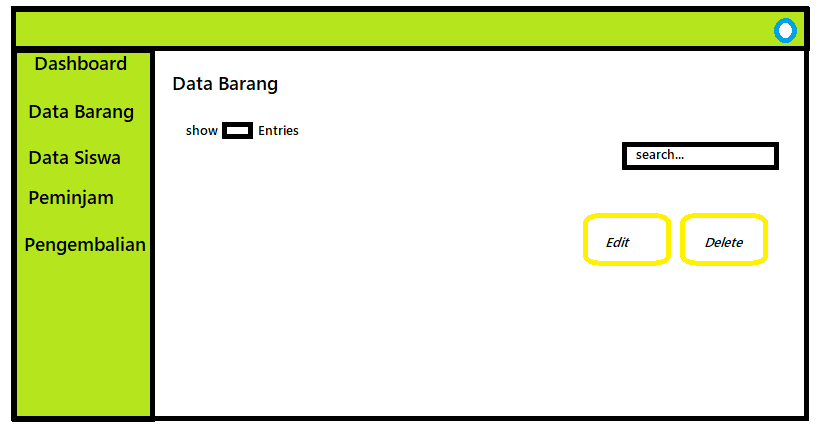 Dashboard
Data Barang
Data Siswa
Peminjam
Pengembalian
Data Barang
show Entries
search...
Edit Delete